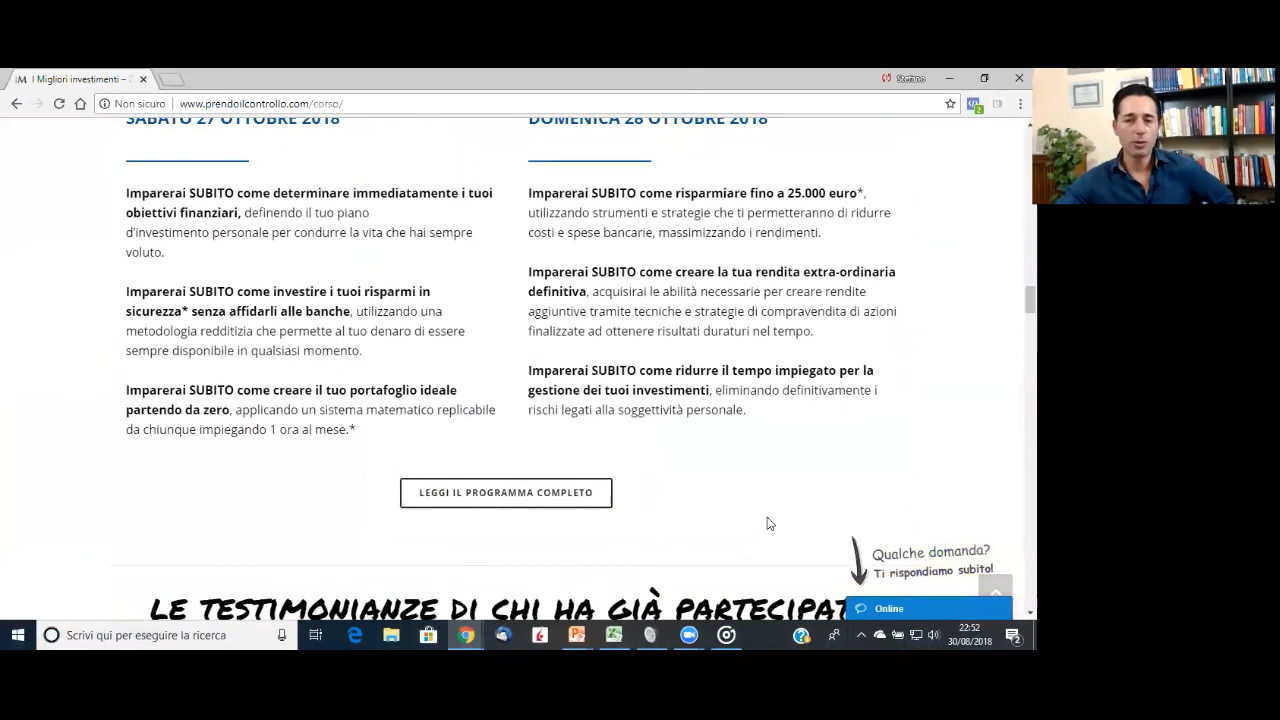 I Migliori investimenti –
Stefano
Non sicuro
www.prendoilcontrollo.com/corso/
2
SABATO 27 OTTOBRE 2018
Imparerai SUBITO come determinare immediatamente i tuoi
obiettivi finanziari, definendo il tuo piano
d'investimento personale per condurre la vita che hai sempre
voluto.
Imparerai SUBITO come investire i tuoi risparmi in
sicurezza* senza affidarli alle banche, utilizzando una
metodologia redditizia che permette al tuo denaro di essere
sempre disponibile in qualsiasi momento.
Imparerai SUBITO come creare il tuo portafoglio ideale
partendo da zero, applicando un sistema matematico replicabile
da chiunque impiegando 1 ora al mese.*
DOMENICA 28 OTTOBRE 2018
Imparerai SUBITO come risparmiare fino a 25.000 euro*,
utilizzando strumenti e strategie che ti permetteranno di ridurre
costi e spese bancarie, massimizzando i rendimenti.
Imparerai SUBITO come creare la tua rendita extra-ordinaria
definitiva, acquisirai le abilità necessarie per creare rendite
aggiuntive tramite tecniche e strategie di compravendita di azioni
finalizzate ad ottenere risultati duraturi nel tempo.
Imparerai SUBITO come ridurre il tempo impiegato per la
gestione dei tuoi investimenti, eliminando definitivamente i
rischi legati alla soggettività personale.
LEGGI IL PROGRAMMA COMPLETO
Qualche domanda?
Ti rispondiamo subito!
LE TESTIMONIANZE DI CHI HA GIÀ PARTECIPAT
Online
Scrivi qui per eseguire la ricerca
22:52
30/08/2018
2